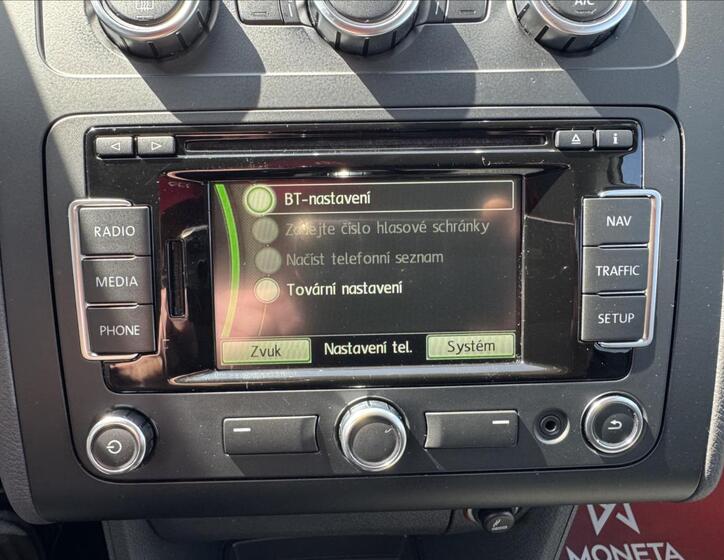 A/C
i
RADIO
MEDIA
PHONE
BT-nastavení
Zadejte číslo hlasové schránky
Načíst telefonní seznam
Tovární nastavení
Zvuk
Nastavení tel.
Systém
NAV
TRAFFIC
SETUP
MONETA